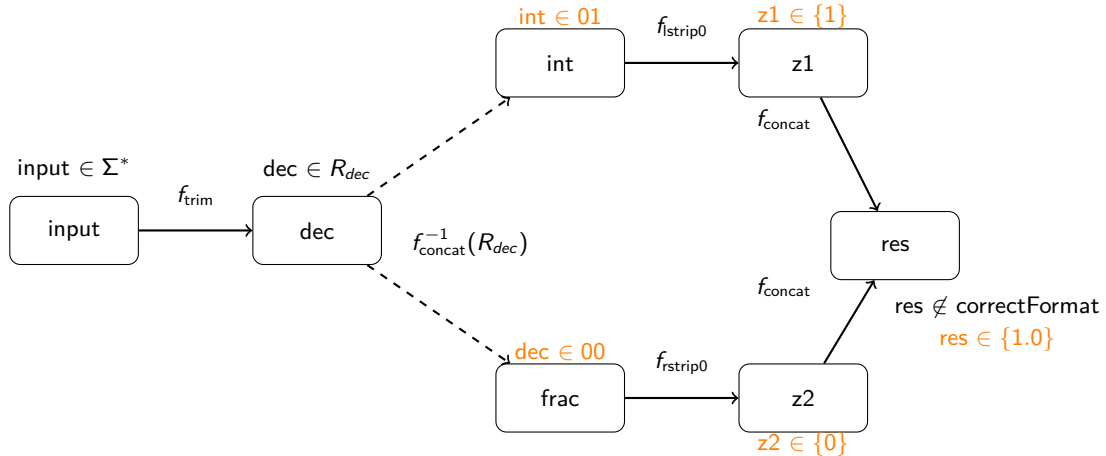 int ∈ 01
z1 ∈ {1}
f_lstrip0
int
z1
f_concat
input ∈ Σ*
dec ∈ R_dec
f_trim
input
dec
f_concat^{-1}(R_dec)
res
f_concat
res ∉ correctFormat
res ∈ {1.0}
dec ∈ 00
f_rstrip0
frac
z2
z2 ∈ {0}